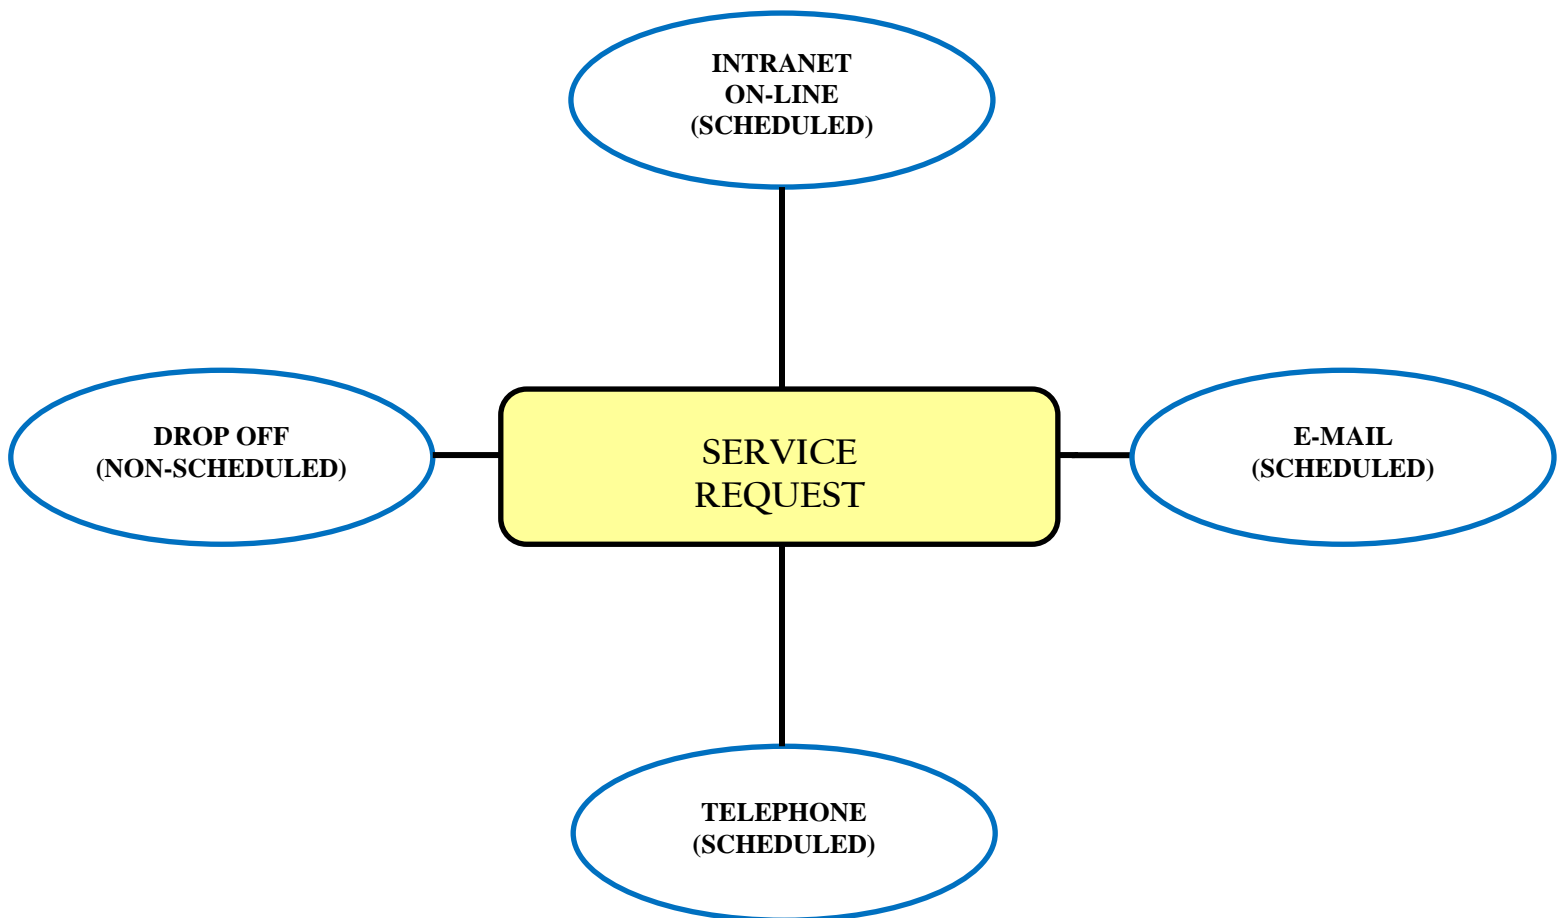 INTRANET
ON-LINE
(SCHEDULED)
DROP OFF
(NON-SCHEDULED)
SERVICE
REQUEST
E-MAIL
(SCHEDULED)
TELEPHONE
(SCHEDULED)